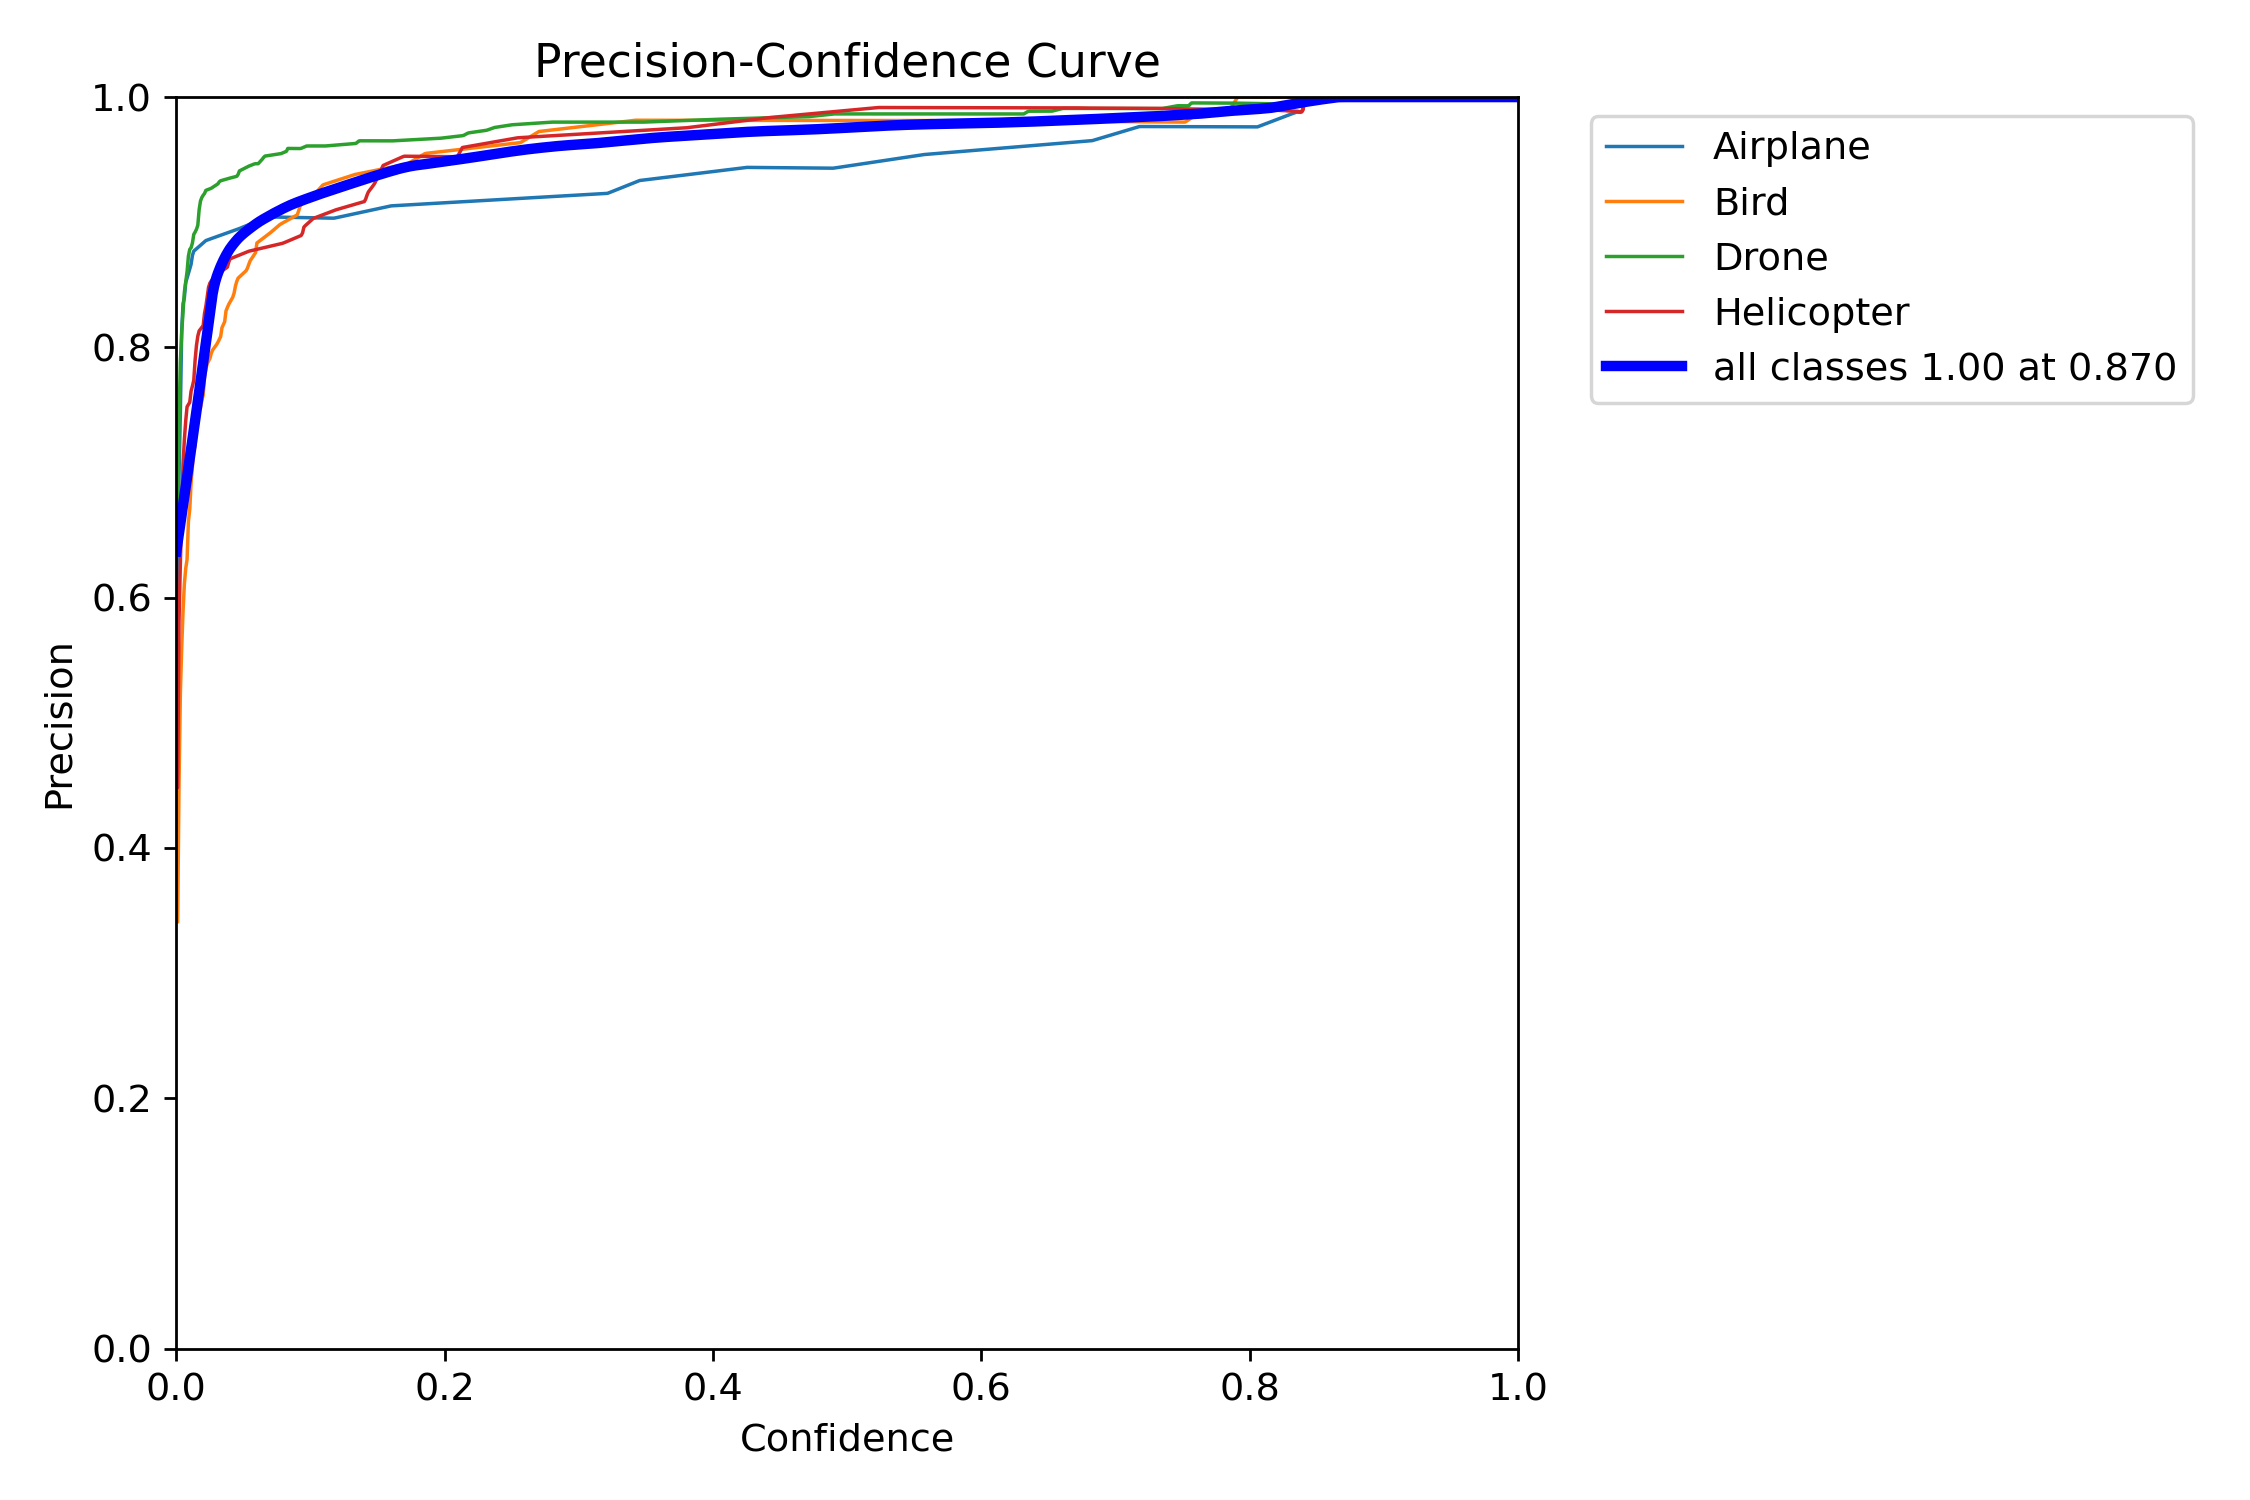 Precision-Confidence Curve
1.0
0.8
0.6
0.4
0.2
0.0
Precision
0.0 0.2 0.4 0.6 0.8 1.0
Confidence
Airplane
Bird
Drone
Helicopter
all classes 1.00 at 0.870